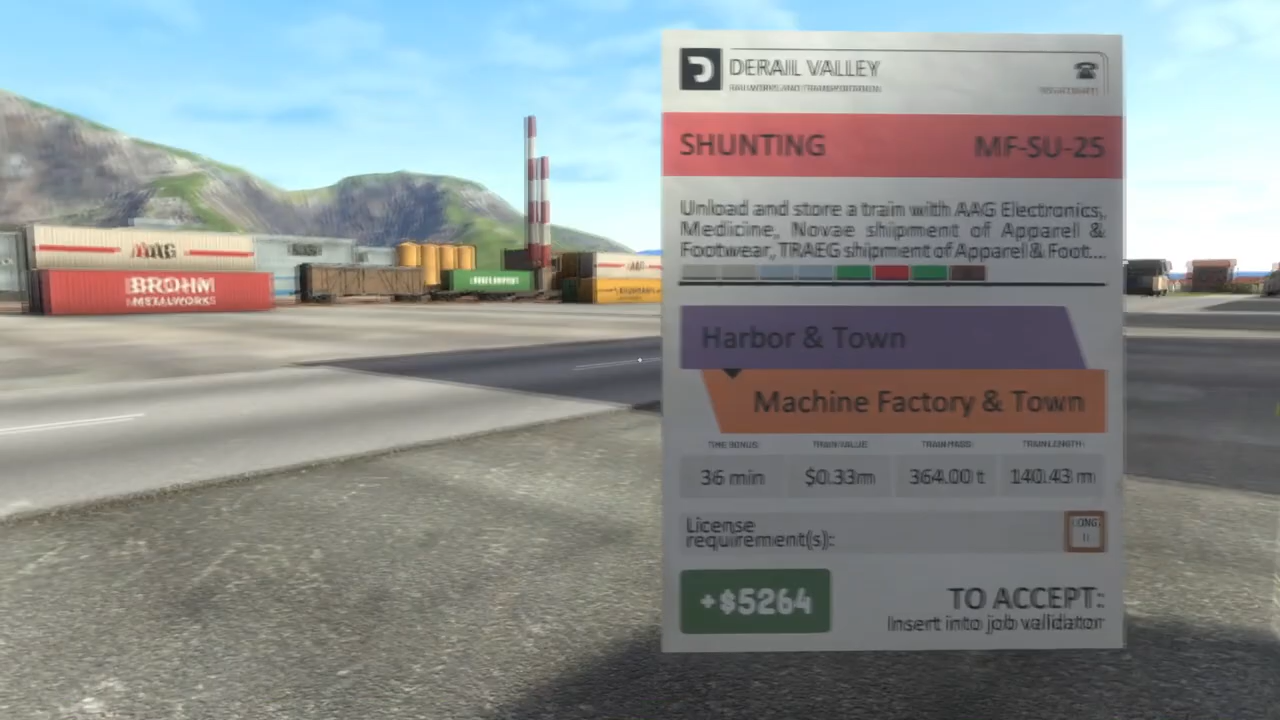 DERAIL VALLEY
SHUNTING MF-SU-25
Unload and store a train with AAG Electronics,
Medicine, Novae shipment of Apparel &
Footwear, TRAEG shipment of Apparel & Foot...
Harbor & Town
Machine Factory & Town
TIME BONUS: TRAIN VALUE: TRAIN MASS: TRAIN LENGTH:
36 min $0.33m 364.00 t 140.43 m
License
requirement(s):
LONG
+$5264
TO ACCEPT:
Insert into job validator
AAG
BROHM
METALWORKS
AAG